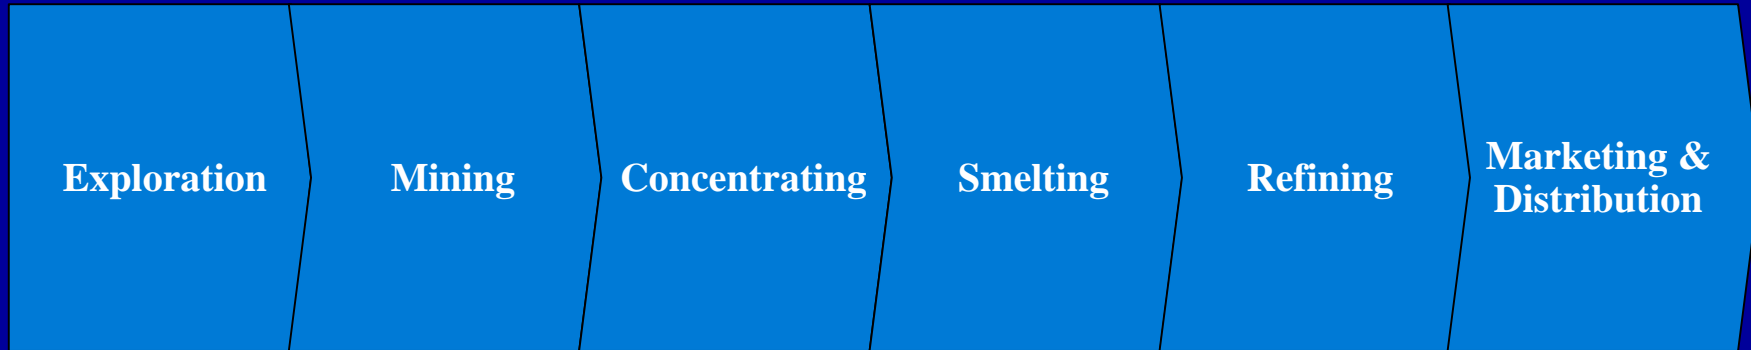 Exploration
Mining
Concentrating
Smelting
Refining
Marketing &
Distribution